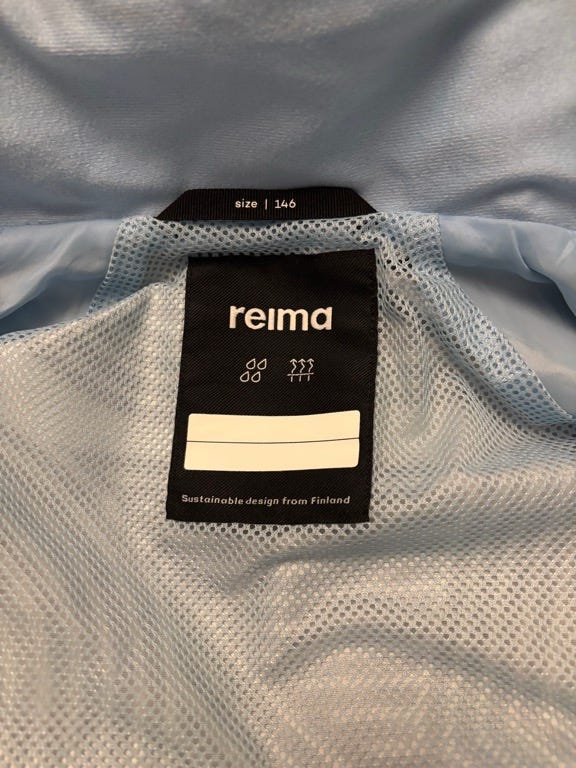 size | 146
reima
Sustainable design from Finland